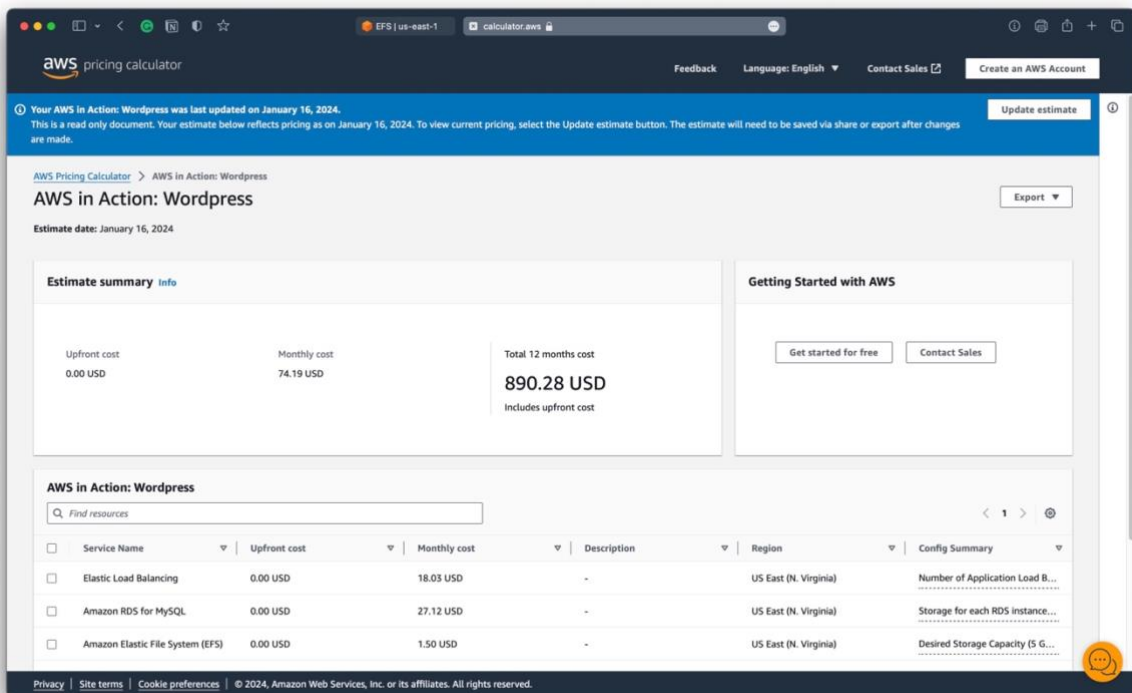 EFS | us-east-1
calculator.aws
aws pricing calculator
Feedback
Language: English
Contact Sales
Create an AWS Account
Your AWS in Action: Wordpress was last updated on January 16, 2024.
This is a read only document. Your estimate below reflects pricing as on January 16, 2024. To view current pricing, select the Update estimate button. The estimate will need to be saved via share or export after changes
are made.
Update estimate
AWS Pricing Calculator > AWS in Action: Wordpress
AWS in Action: Wordpress
Export
Estimate date: January 16, 2024
Estimate summary Info
Upfront cost
0.00 USD
Monthly cost
74.19 USD
Total 12 months cost
890.28 USD
Includes upfront cost
Getting Started with AWS
Get started for free
Contact Sales
AWS in Action: Wordpress
Find resources
1
Service Name Upfront cost Monthly cost Description Region Config Summary
Elastic Load Balancing 0.00 USD 18.03 USD - US East (N. Virginia) Number of Application Load B...
Amazon RDS for MySQL 0.00 USD 27.12 USD - US East (N. Virginia) Storage for each RDS instance...
Amazon Elastic File System (EFS) 0.00 USD 1.50 USD - US East (N. Virginia) Desired Storage Capacity (5 G...
Privacy | Site terms | Cookie preferences | © 2024, Amazon Web Services, Inc. or its affiliates. All rights reserved.